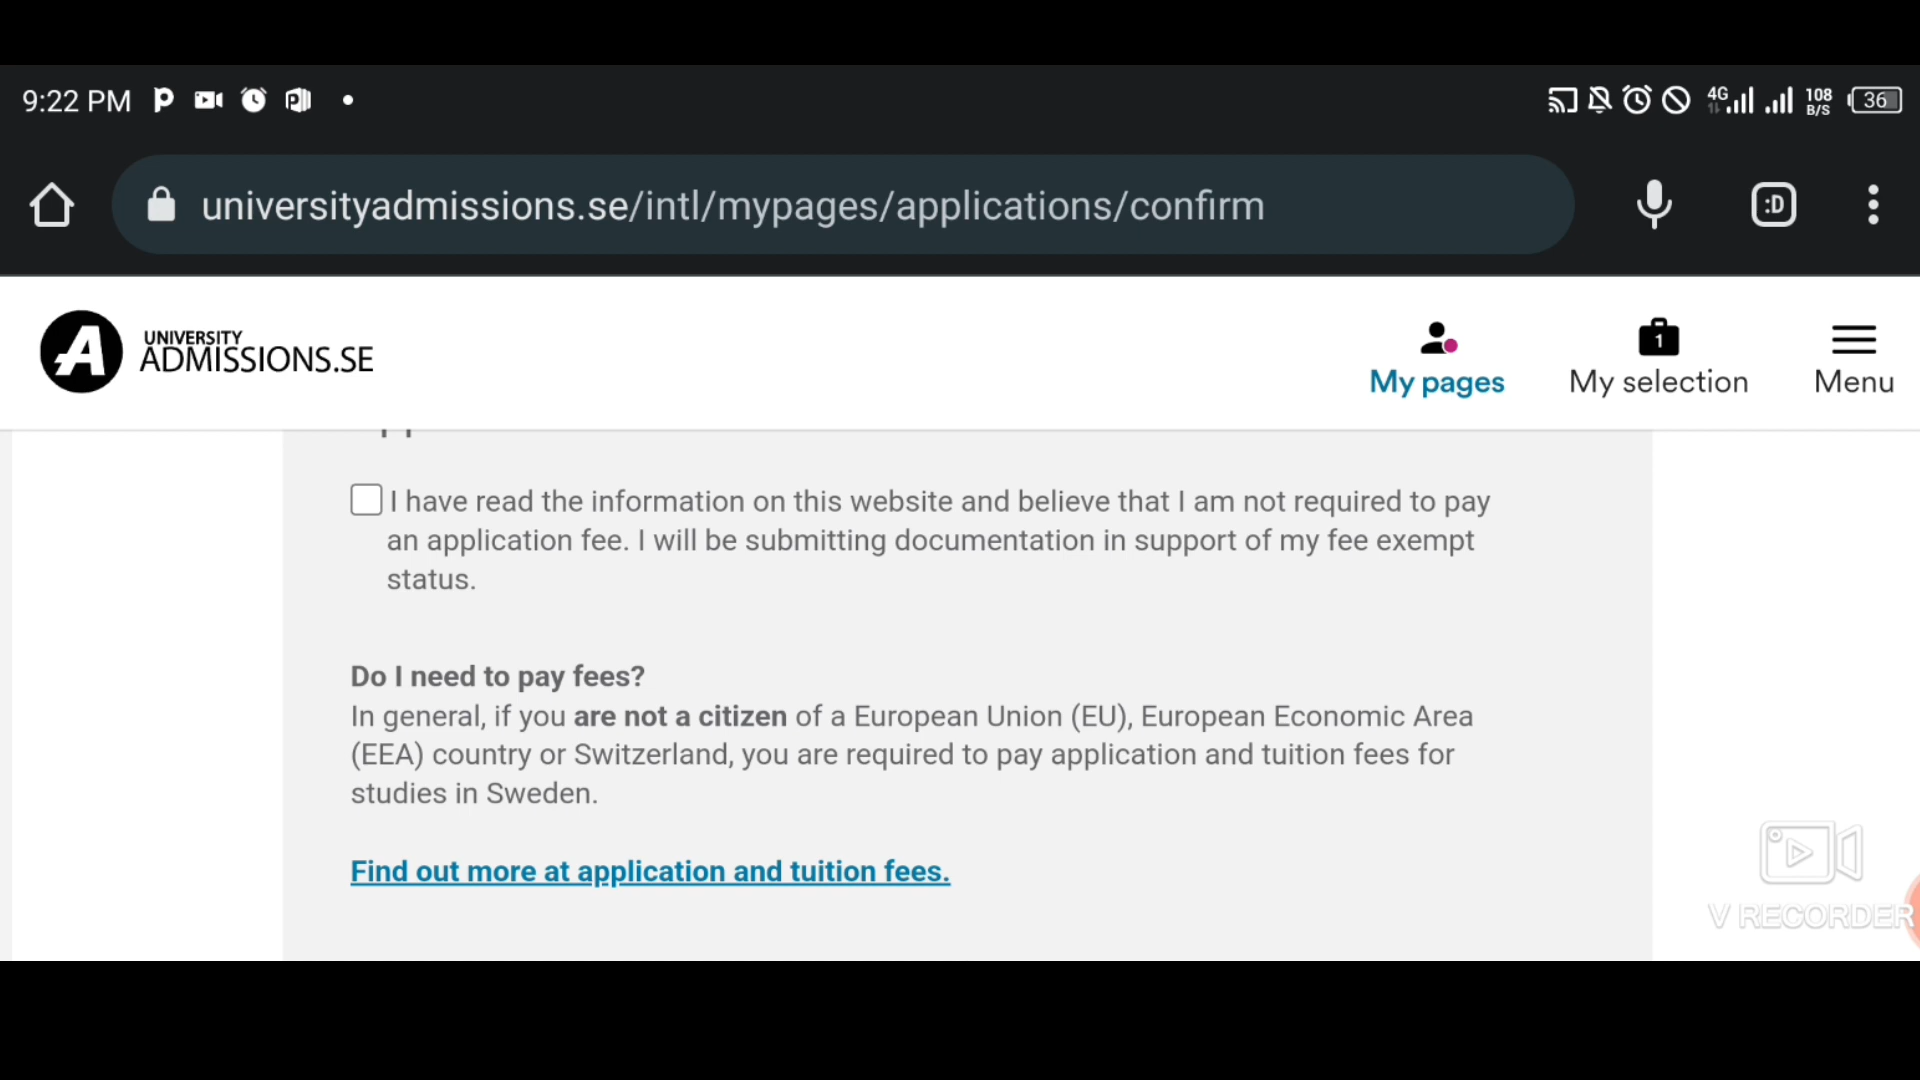 9:22 PM
4G
108
B/S
36
universityadmissions.se/intl/mypages/applications/confirm
:D
UNIVERSITY
ADMISSIONS.SE
1
My pages
My selection
Menu
I have read the information on this website and believe that I am not required to pay
an application fee. I will be submitting documentation in support of my fee exempt
status.
Do I need to pay fees?
In general, if you are not a citizen of a European Union (EU), European Economic Area
(EEA) country or Switzerland, you are required to pay application and tuition fees for
studies in Sweden.
Find out more at application and tuition fees.
V RECORDER